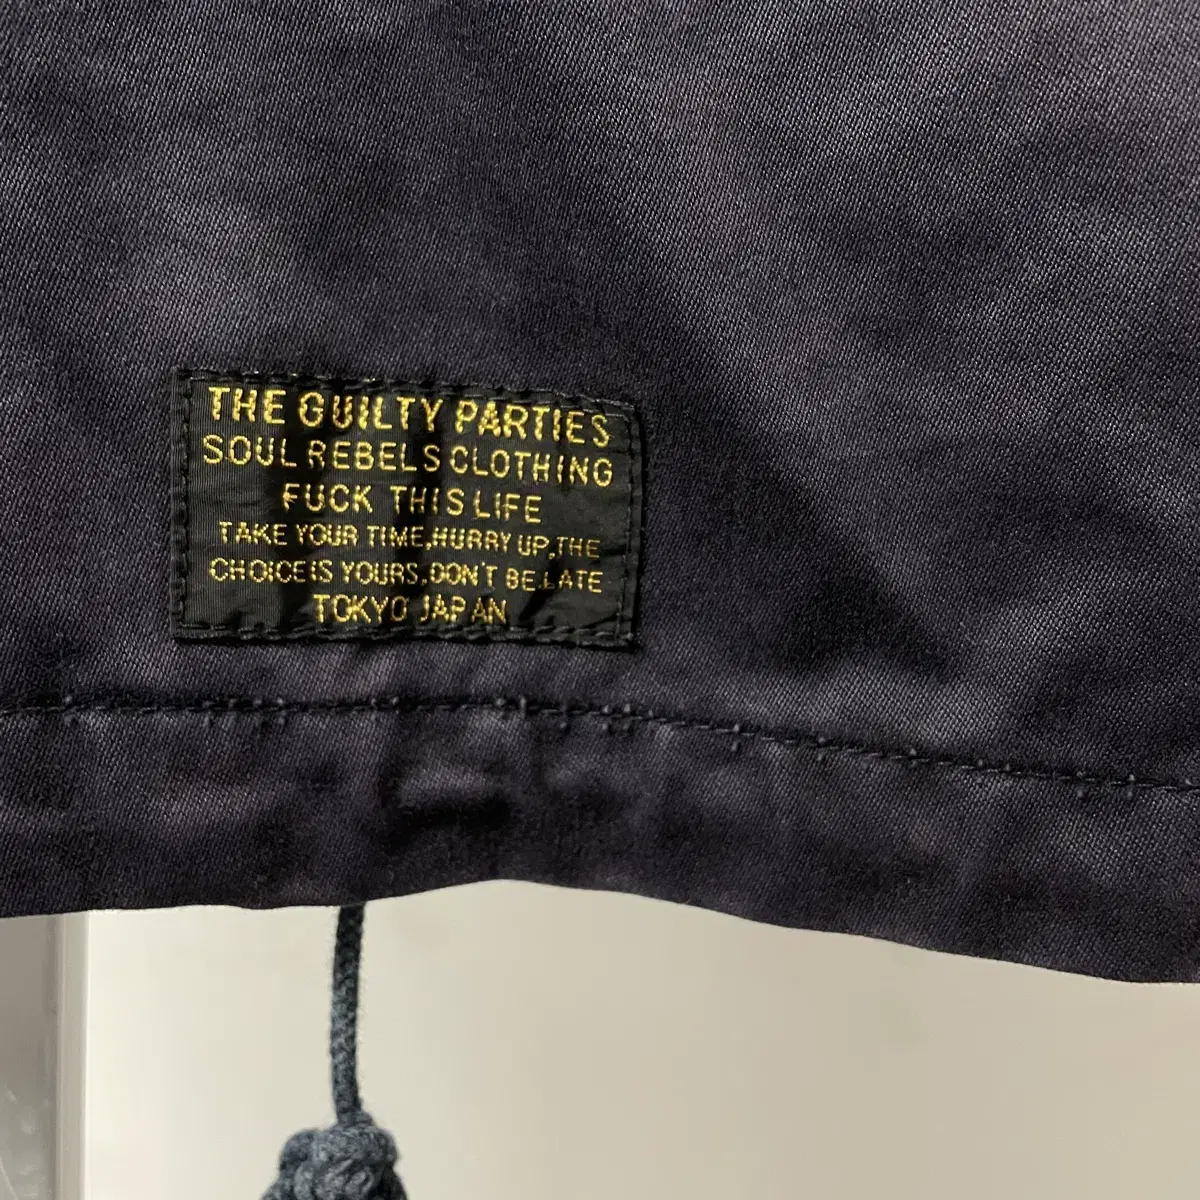 THE GUILTY PARTIES
SOUL REBELS CLOTHING
FUCK THIS LIFE
TAKE YOUR TIME,HURRY UP,THE
CHOICE IS YOURS,DON'T BE LATE
TOKYO JAPAN